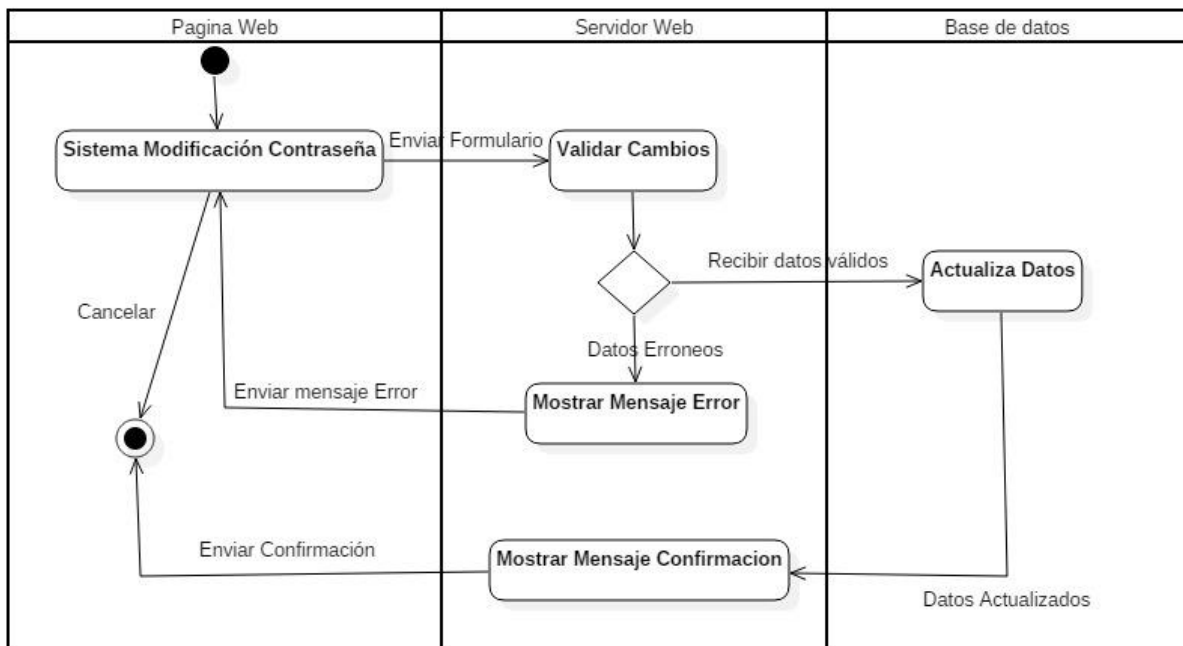 Pagina Web
Servidor Web
Base de datos
Sistema Modificación Contraseña
Enviar Formulario
Validar Cambios
Recibir datos válidos
Actualiza Datos
Cancelar
Datos Erroneos
Enviar mensaje Error
Mostrar Mensaje Error
Enviar Confirmación
Mostrar Mensaje Confirmacion
Datos Actualizados